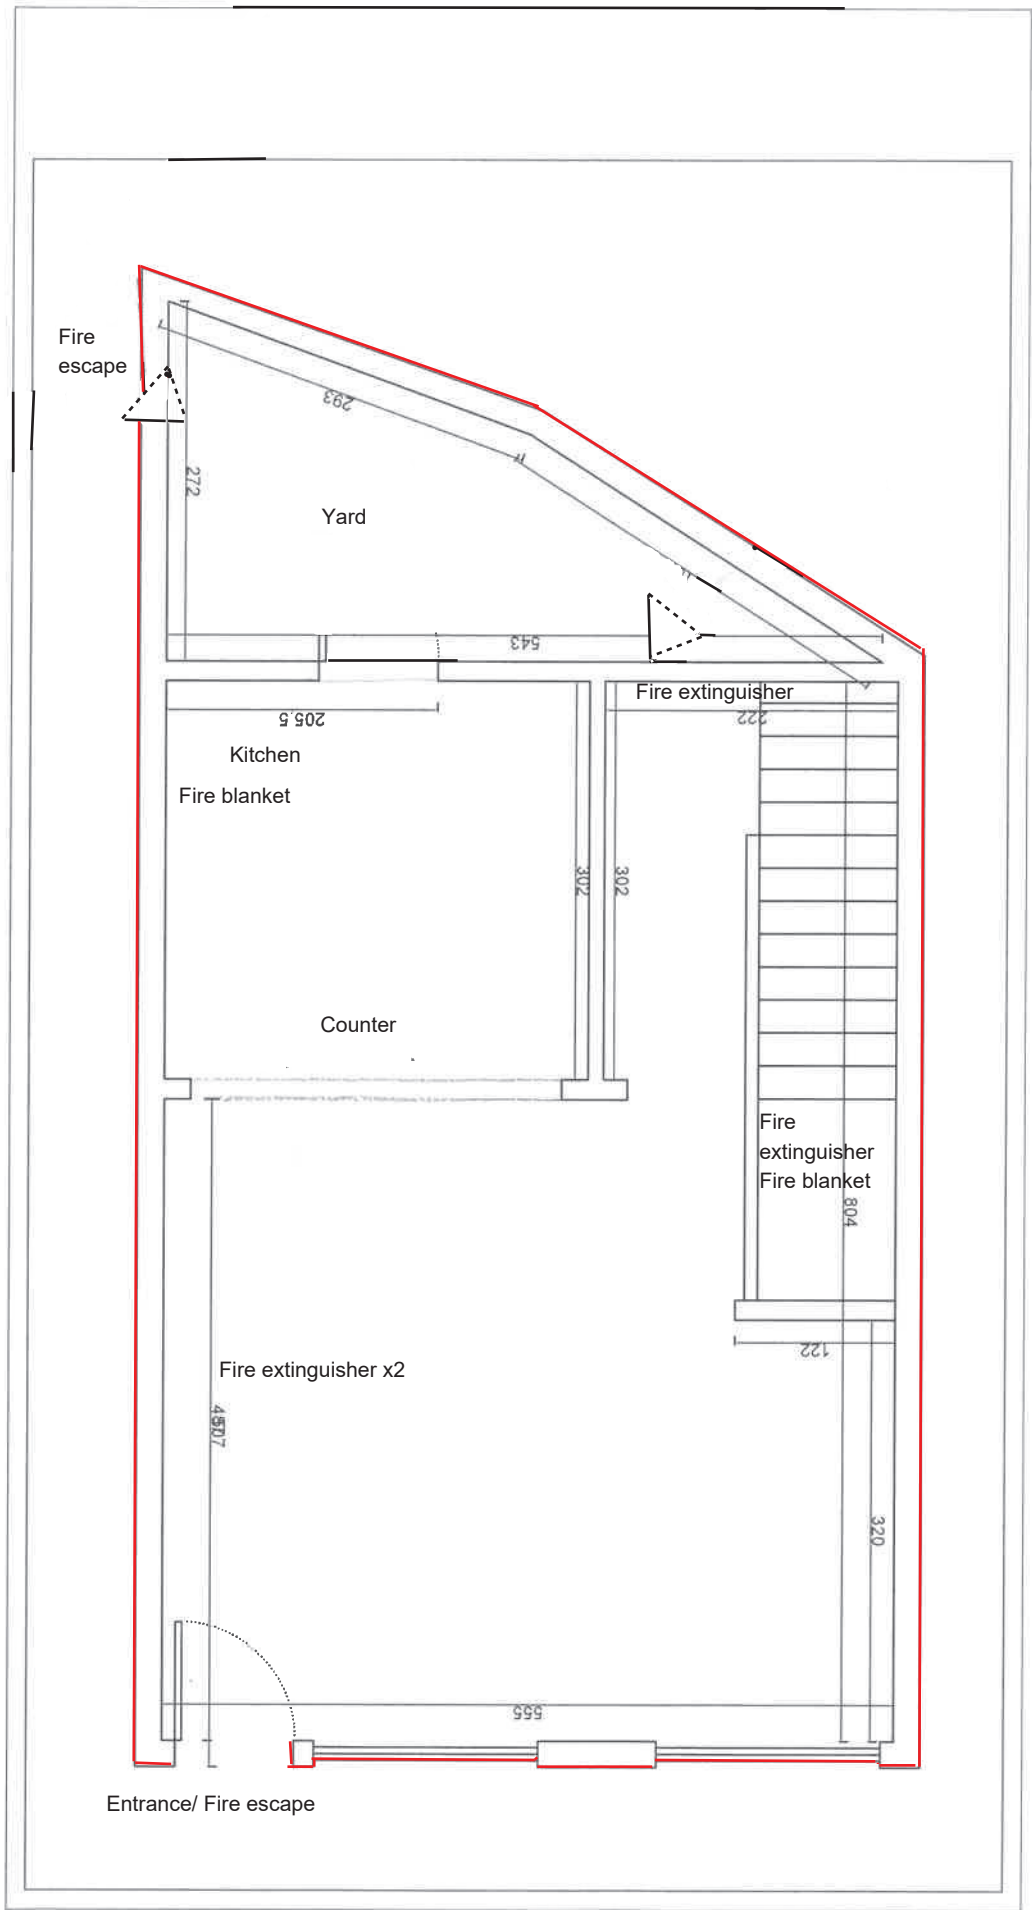 Fire
escape
293
272
Yard
543
Fire extinguisher
205.5
222
Kitchen
Fire blanket
302
302
Counter
Fire
extinguisher
Fire blanket
804
122
Fire extinguisher x2
320
555
Entrance/ Fire escape